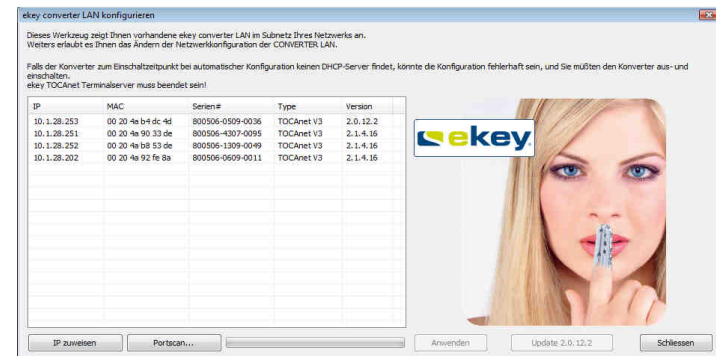 ekey converter LAN konfigurieren
Dieses Werkzeug zeigt Ihnen vorhandene ekey converter LAN im Subnetz Ihres Netzwerks an.
Weiters erlaubt es Ihnen das Ändern der Netzwerkkonfiguration der CONVERTER LAN.
Falls der Konverter zum Einschaltzeitpunkt bei automatischer Konfiguration keinen DHCP-Server findet, könnte die Konfiguration fehlerhaft sein, und Sie müßten den Konverter aus- und
einschalten.
ekey TOCAnet Terminalserver muss beendet sein!
IP MAC Serien# Type Version
10.1.28.253 00 20 4a b4 dc 4d 800506-0509-0036 TOCAnet V3 2.0.12.2
10.1.28.251 00 20 4a 90 33 de 800506-4307-0095 TOCAnet V3 2.1.4.16
10.1.28.252 00 20 4a b8 53 de 800506-1309-0049 TOCAnet V3 2.1.4.16
10.1.28.202 00 20 4a 92 fe 8a 800506-0609-0011 TOCAnet V3 2.1.4.16
ekey
IP zuweisen Portscan... Anwenden Update 2.0.12.2 Schliessen